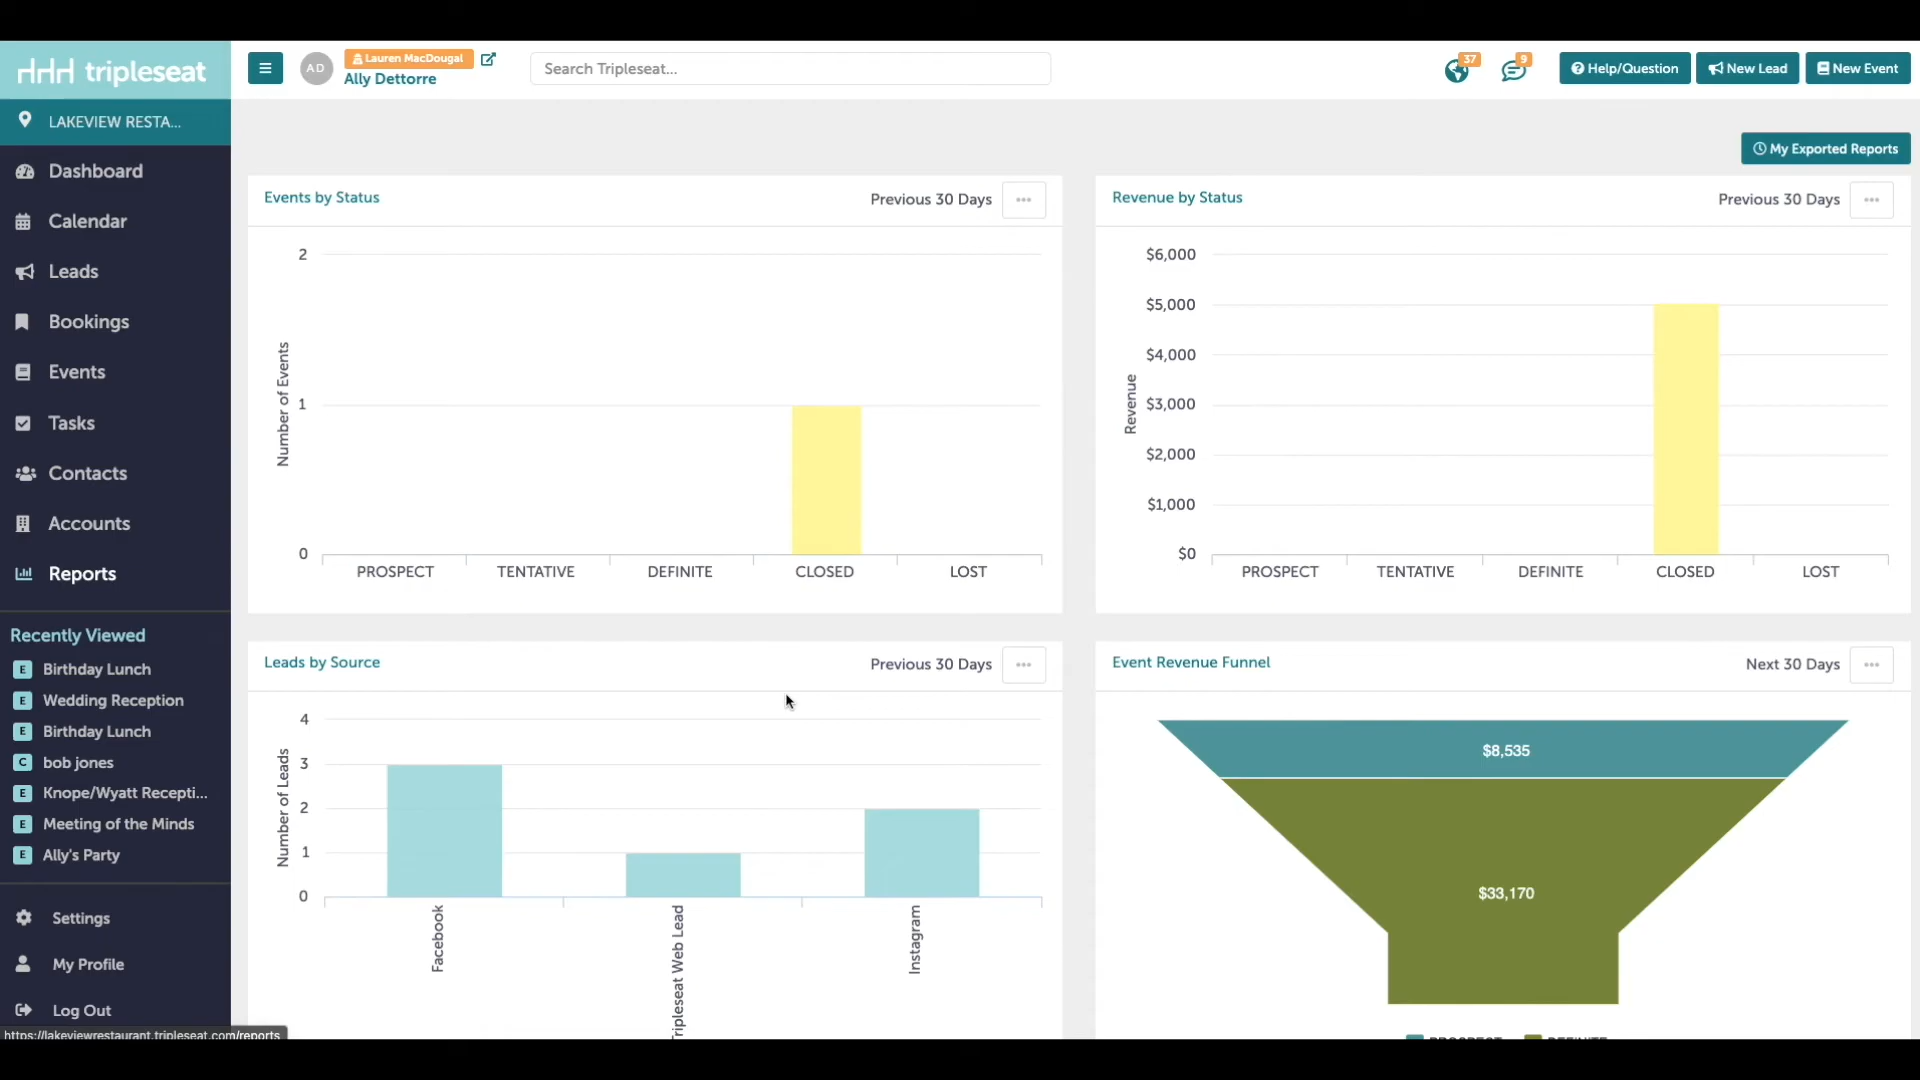 tripleseat
AD
Lauren MacDougal
Ally Dettorre
Search Tripleseat...
37
9
Help/Question
New Lead
New Event
LAKEVIEW RESTA...
Dashboard
Calendar
Leads
Bookings
Events
Tasks
Contacts
Accounts
Reports
Recently Viewed
E Birthday Lunch
E Wedding Reception
E Birthday Lunch
C bob jones
E Knope/Wyatt Recepti...
E Meeting of the Minds
E Ally's Party
Settings
My Profile
Log Out
https://lakeviewrestaurant.tripleseat.com/reports
My Exported Reports
Events by Status
Previous 30 Days
Number of Events
2
1
0
PROSPECT TENTATIVE DEFINITE CLOSED LOST
Revenue by Status
Previous 30 Days
Revenue
$6,000
$5,000
$4,000
$3,000
$2,000
$1,000
$0
PROSPECT TENTATIVE DEFINITE CLOSED LOST
Leads by Source
Previous 30 Days
Number of Leads
4
3
2
1
0
Facebook
Tripleseat Web Lead
Instagram
Event Revenue Funnel
Next 30 Days
$8,535
$33,170
PROSPECT DEFINITE